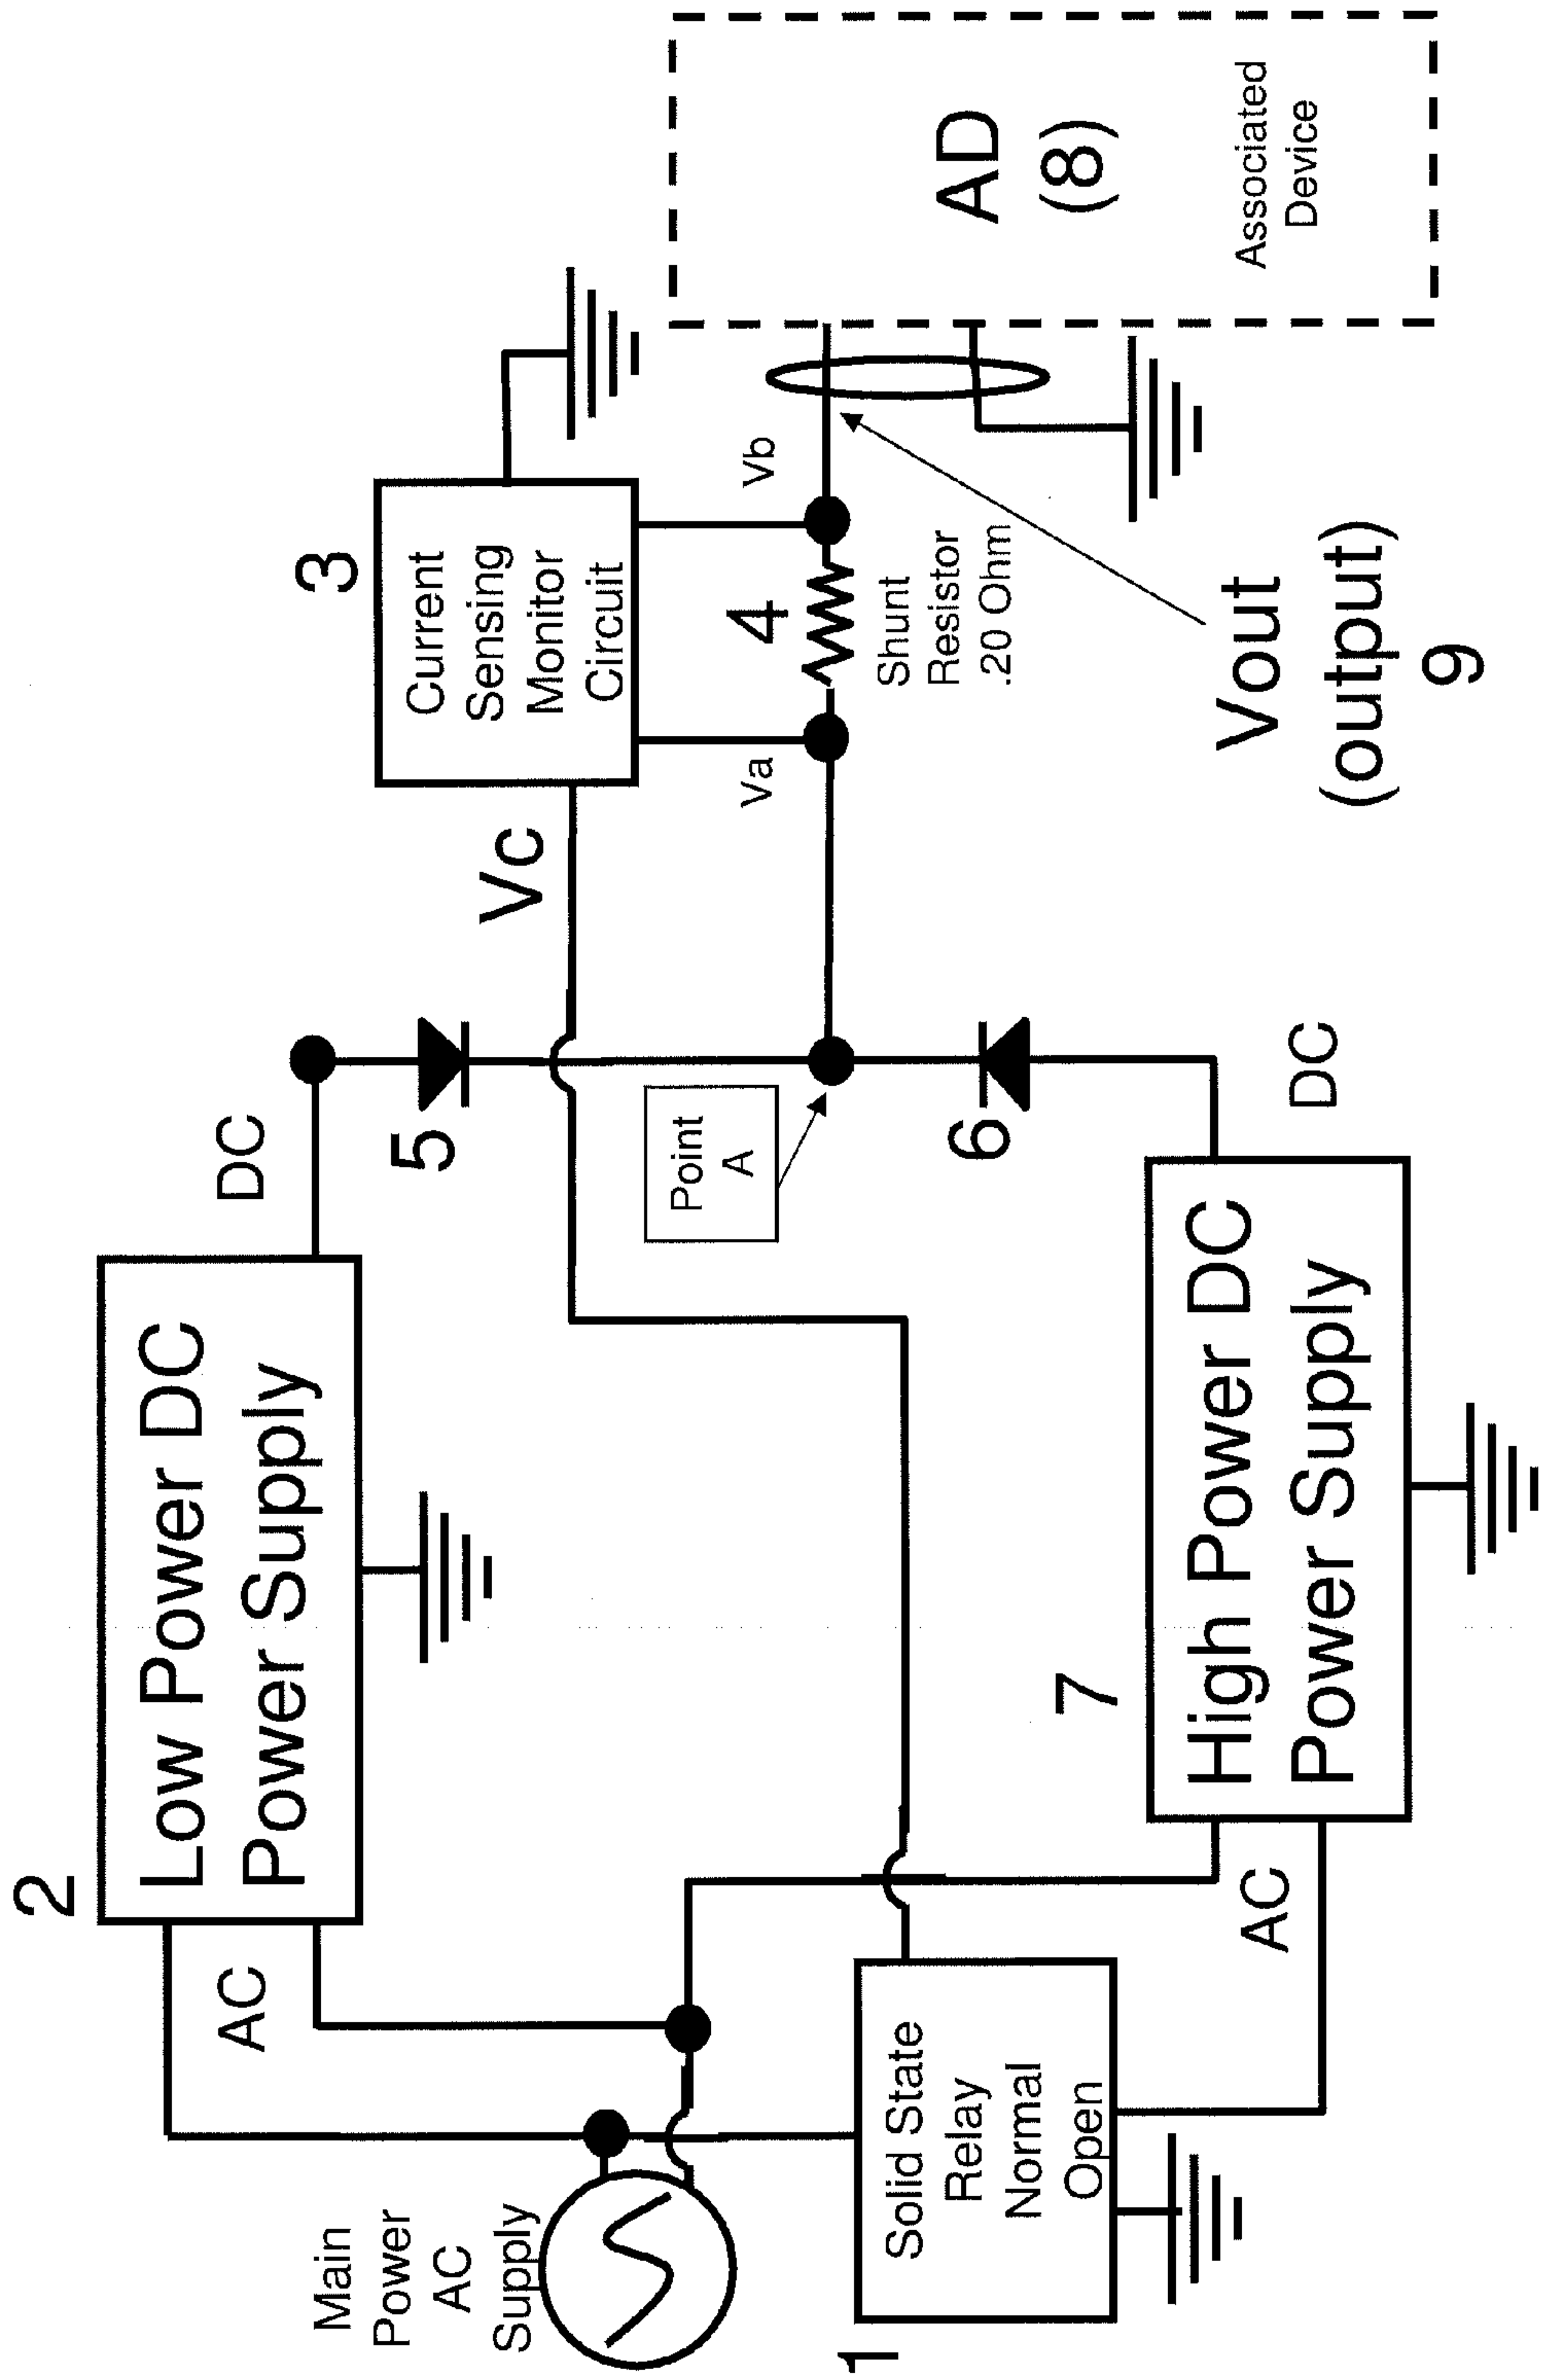 2
Low Power DC
Power Supply
AC
DC
Main
Power
AC
Supply
1
Solid State
Relay
Normal
Open
7
High Power DC
Power Supply
AC
DC
5
6
Point
A
Vc
3
Current
Sensing
Monitor
Circuit
Va
Vb
4
Shunt
Resistor
.20 Ohm
Vout
(output)
9
AD
(8)
Associated
Device